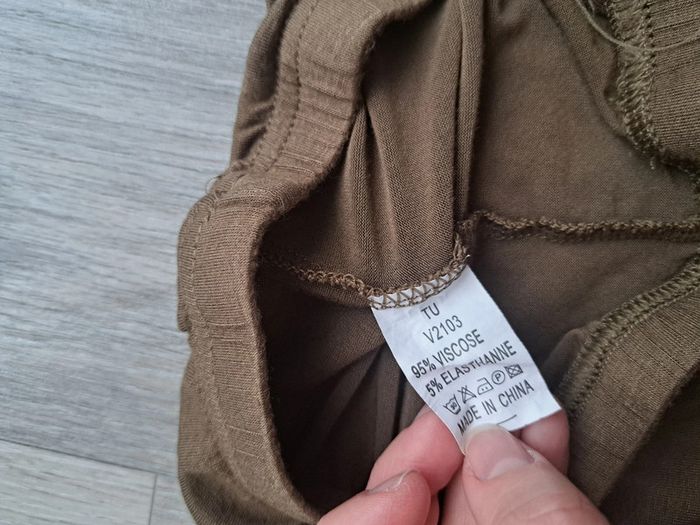 TU
V2103
95% VISCOSE
5% ELASTHANNE
MADE IN CHINA